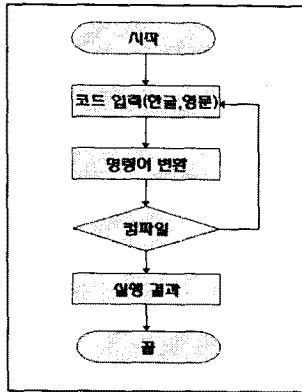 시작
코드 입력(한글,영문)
명령어 변환
컴파일
실행 결과
끝